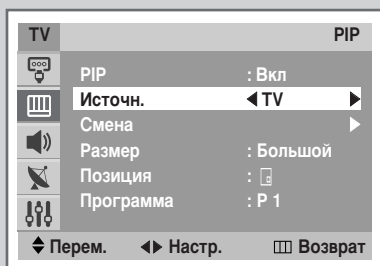 TV PIP
PIP : Вкл
Источн. ◀ TV ▶
Смена ▶
Размер : Большой
Позиция :
Программа : P 1
Перем. Настр. Возврат